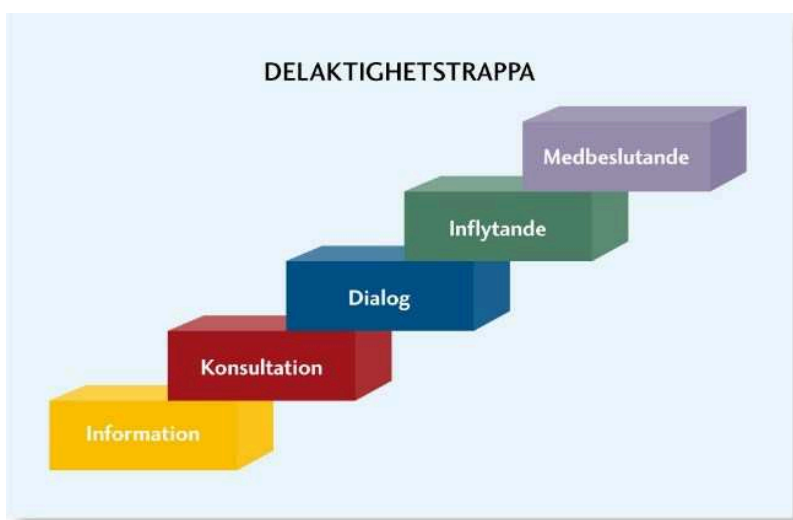 DELAKTIGHETSTRAPPA
Medbeslutande
Inflytande
Dialog
Konsultation
Information